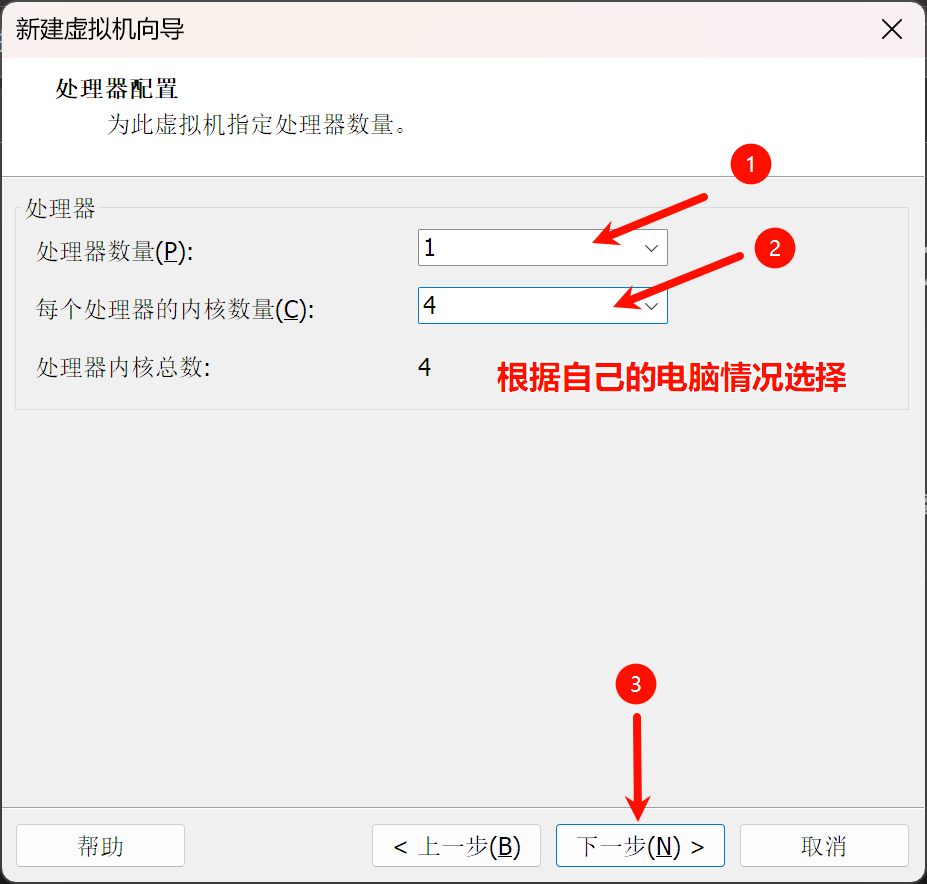 新建虚拟机向导
处理器配置
为此虚拟机指定处理器数量。
1
处理器
处理器数量(P):
1
2
每个处理器的内核数量(C):
4
处理器内核总数:
4
根据自己的电脑情况选择
3
帮助
< 上一步(B)
下一步(N) >
取消